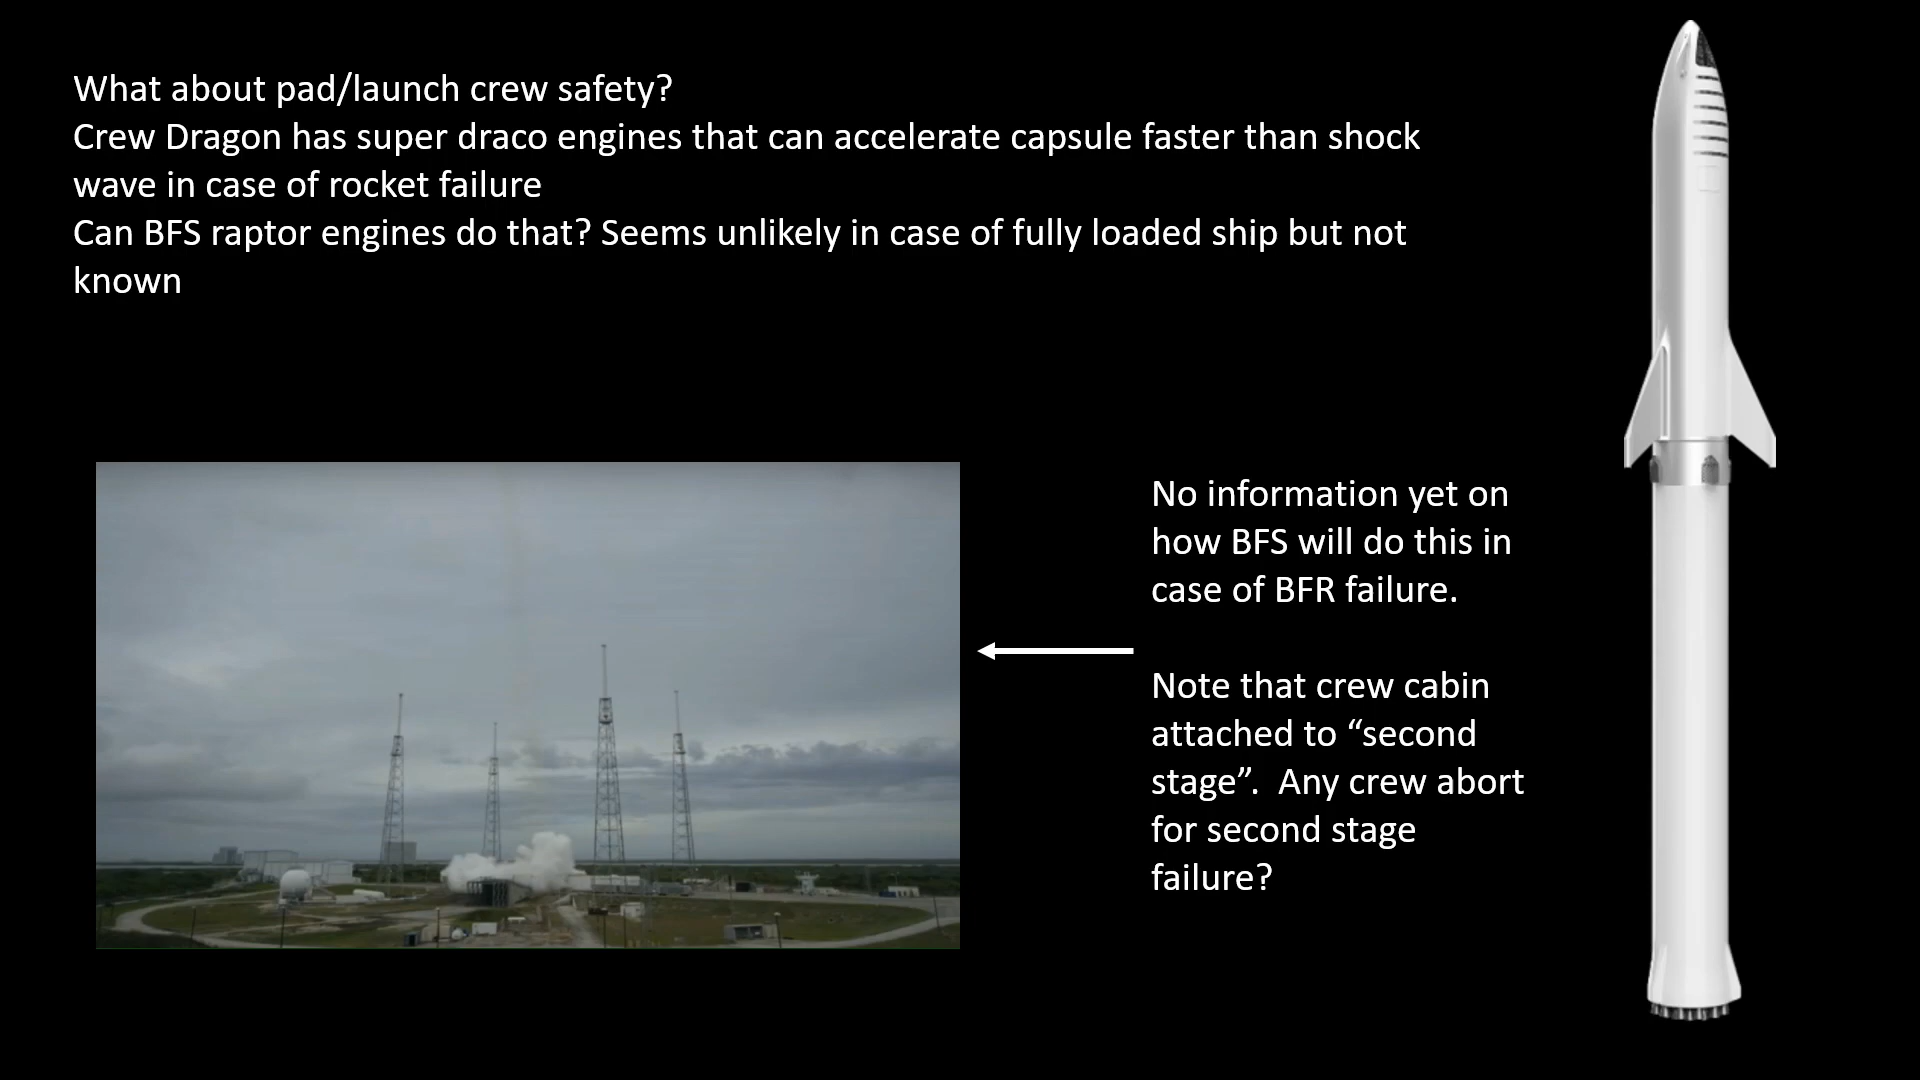 What about pad/launch crew safety?
Crew Dragon has super draco engines that can accelerate capsule faster than shock
wave in case of rocket failure
Can BFS raptor engines do that? Seems unlikely in case of fully loaded ship but not
known
No information yet on
how BFS will do this in
case of BFR failure.
Note that crew cabin
attached to “second
stage”.  Any crew abort
for second stage
failure?